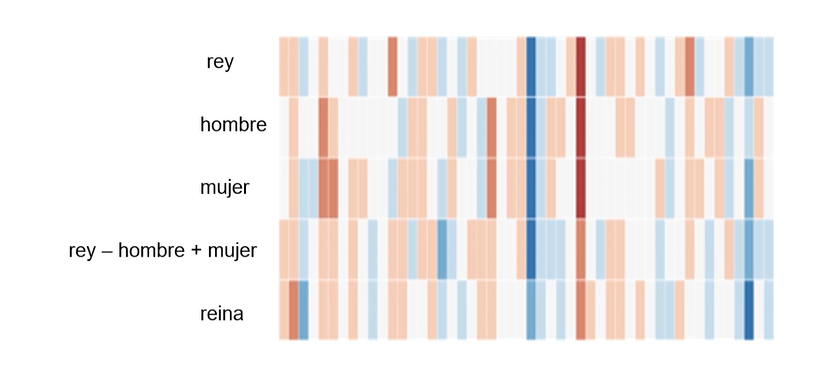 rey
hombre
mujer
rey – hombre + mujer
reina